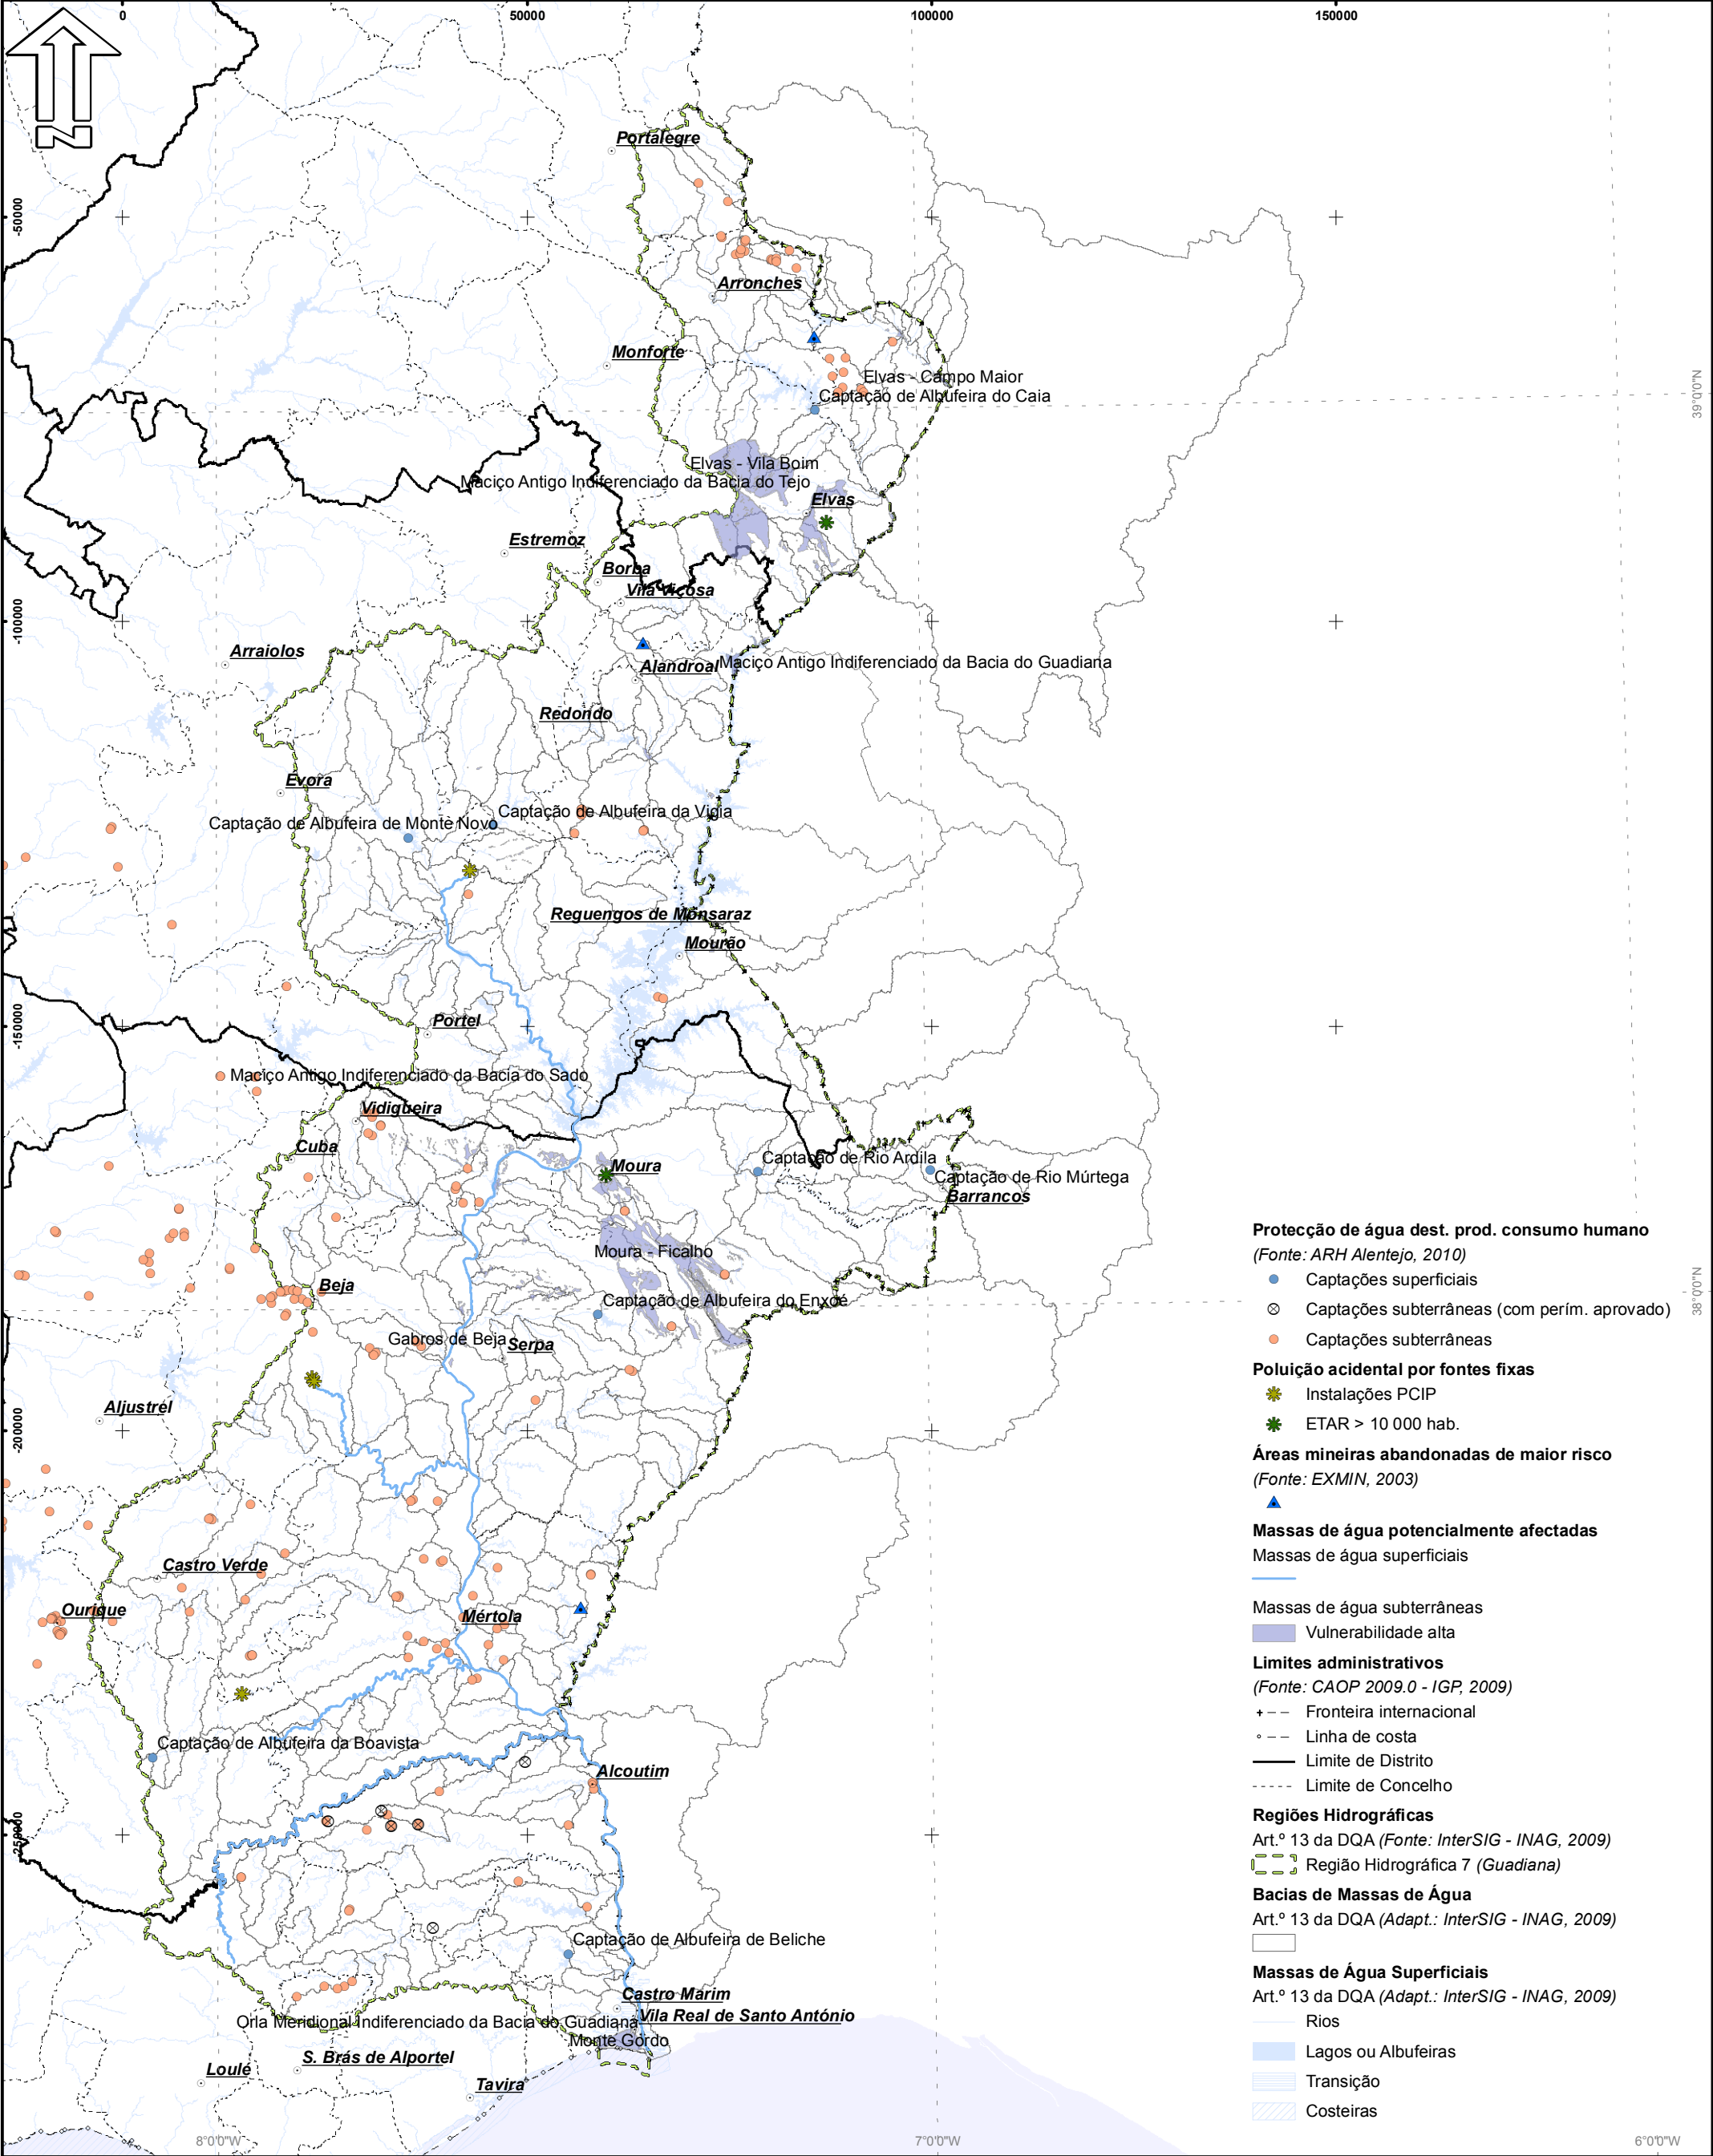 0
50000
100000
150000
N
-50000
-100000
-150000
-200000
-250000
39°0'0"N
38°0'0"N
8°0'0"W
7°0'0"W
6°0'0"W
Portalegre
Arronches
Monforte
Elvas - Campo Maior
Captação de Albufeira do Caia
Elvas - Vila Boim
Maciço Antigo Indiferenciado da Bacia do Tejo
Elvas
Estremoz
Borba
Vila Viçosa
Arraiolos
Alandroal
Maciço Antigo Indiferenciado da Bacia do Guadiana
Redondo
Evora
Captação de Albufeira da Vigia
Captação de Albufeira de Monte Novo
Reguengos de Monsaraz
Mourão
Portel
Maciço Antigo Indiferenciado da Bacia do Sado
Vidigueira
Cuba
Moura
Captação de Rio Ardila
Captação de Rio Múrtega
Barrancos
Moura - Ficalho
Beja
Captação de Albufeira do Enxoé
Gabros de Beja
Serpa
Aljustrel
Castro Verde
Ourique
Mértola
Captação de Albufeira da Boavista
Alcoutim
Captação de Albufeira de Beliche
Castro Marim
Vila Real de Santo António
Orla Meridional Indiferenciado da Bacia do Guadiana
Monte Gordo
S. Brás de Alportel
Loulé
Tavira
Protecção de água dest. prod. consumo humano
(Fonte: ARH Alentejo, 2010)
Captações superficiais
Captações subterrâneas (com perím. aprovado)
Captações subterrâneas
Poluição acidental por fontes fixas
Instalações PCIP
ETAR > 10 000 hab.
Áreas mineiras abandonadas de maior risco
(Fonte: EXMIN, 2003)
Massas de água potencialmente afectadas
Massas de água superficiais
Massas de água subterrâneas
Vulnerabilidade alta
Limites administrativos
(Fonte: CAOP 2009.0 - IGP, 2009)
Fronteira internacional
Linha de costa
Limite de Distrito
Limite de Concelho
Regiões Hidrográficas
Art.º 13 da DQA (Fonte: InterSIG - INAG, 2009)
Região Hidrográfica 7 (Guadiana)
Bacias de Massas de Água
Art.º 13 da DQA (Adapt.: InterSIG - INAG, 2009)
Massas de Água Superficiais
Art.º 13 da DQA (Adapt.: InterSIG - INAG, 2009)
Rios
Lagos ou Albufeiras
Transição
Costeiras